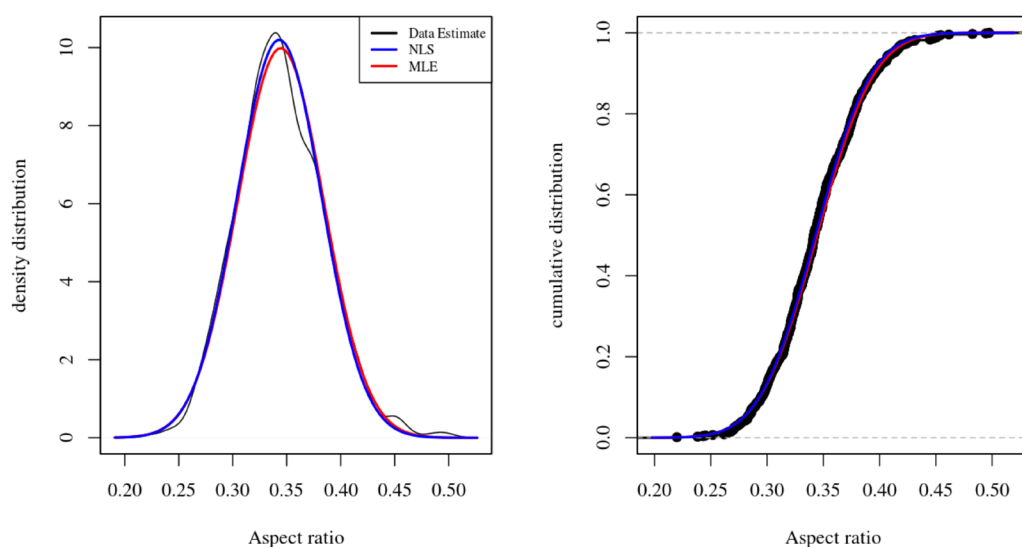 Data Estimate
NLS
MLE
density distribution
10
8
6
4
2
0
0.20 0.25 0.30 0.35 0.40 0.45 0.50
Aspect ratio
cumulative distribution
1.0
0.8
0.6
0.4
0.2
0.0
0.20 0.25 0.30 0.35 0.40 0.45 0.50
Aspect ratio